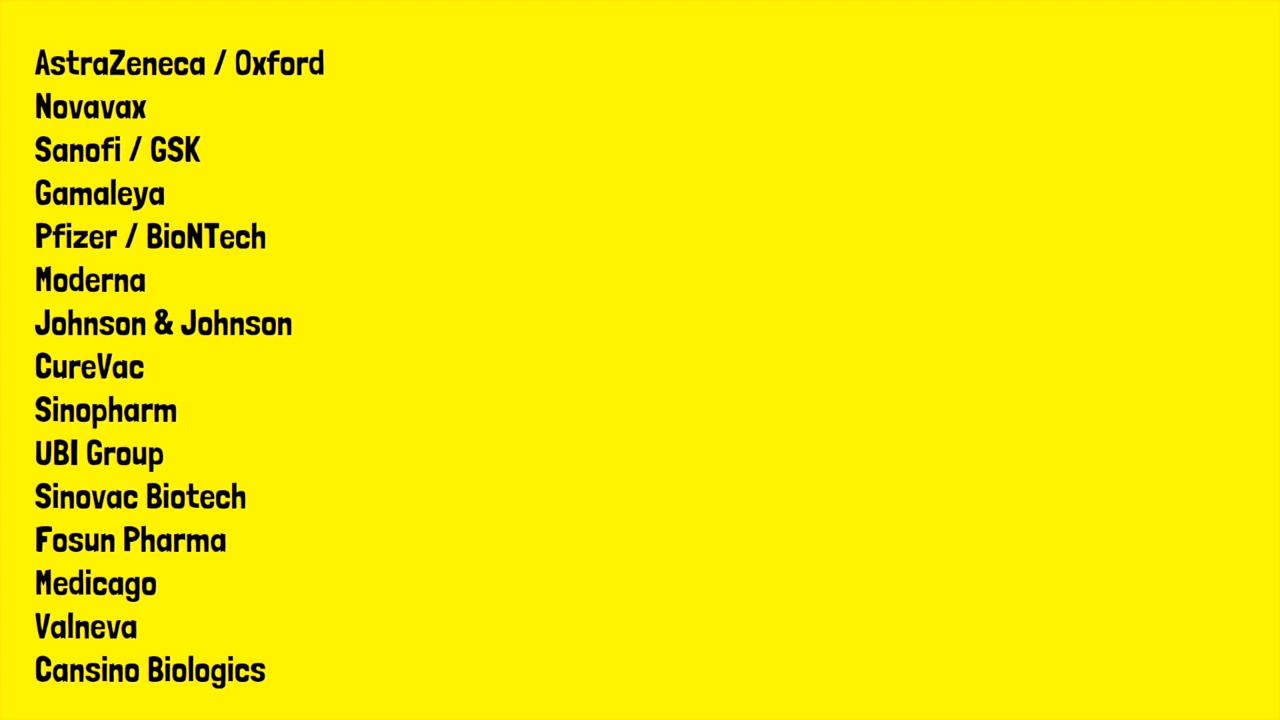 AstraZeneca / Oxford
Novavax
Sanofi / GSK
Gamaleya
Pfizer / BioNTech
Moderna
Johnson & Johnson
CureVac
Sinopharm
UBI Group
Sinovac Biotech
Fosun Pharma
Medicago
Valneva
Cansino Biologics